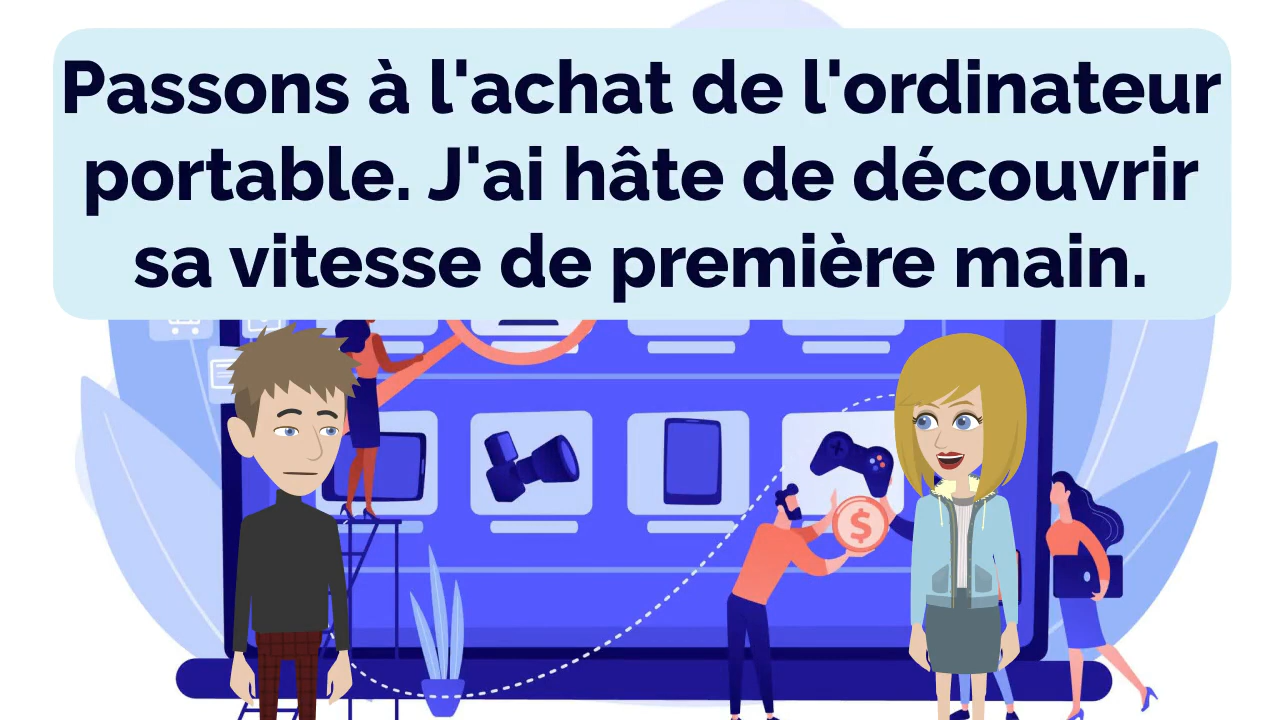 Passons à l'achat de l'ordinateur
portable. J'ai hâte de découvrir
sa vitesse de première main.
$